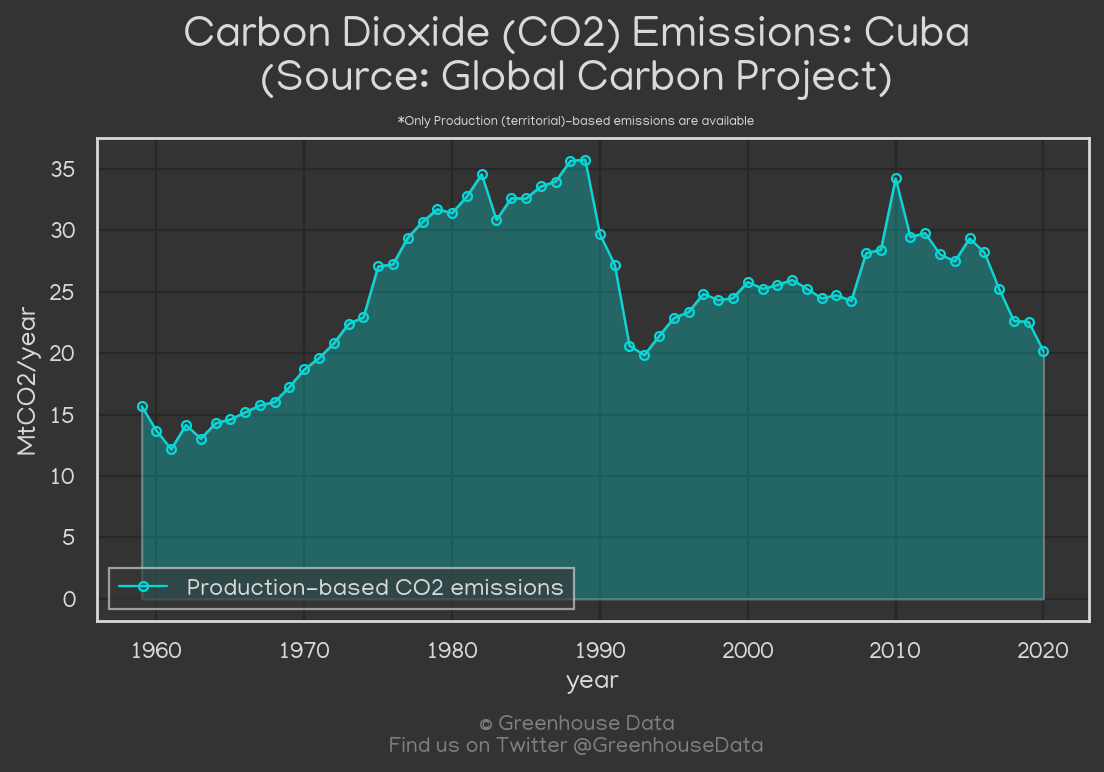 Carbon Dioxide (CO2) Emissions: Cuba
(Source: Global Carbon Project)
*Only Production (territorial)-based emissions are available
35
30
25
20
15
10
5
0
MtCO2/year
Production-based CO2 emissions
1960 1970 1980 1990 2000 2010 2020
year
© Greenhouse Data
Find us on Twitter @GreenhouseData